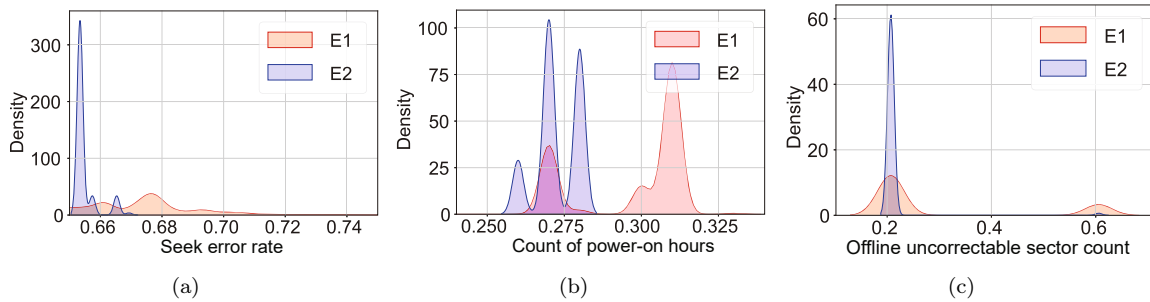 300
200
100
0
Density
0.66 0.68 0.70 0.72 0.74
Seek error rate
E1
E2
(a)
100
75
50
25
0
Density
0.250 0.275 0.300 0.325
Count of power-on hours
E1
E2
(b)
60
40
20
0
Density
0.2 0.4 0.6
Offline uncorrectable sector count
E1
E2
(c)